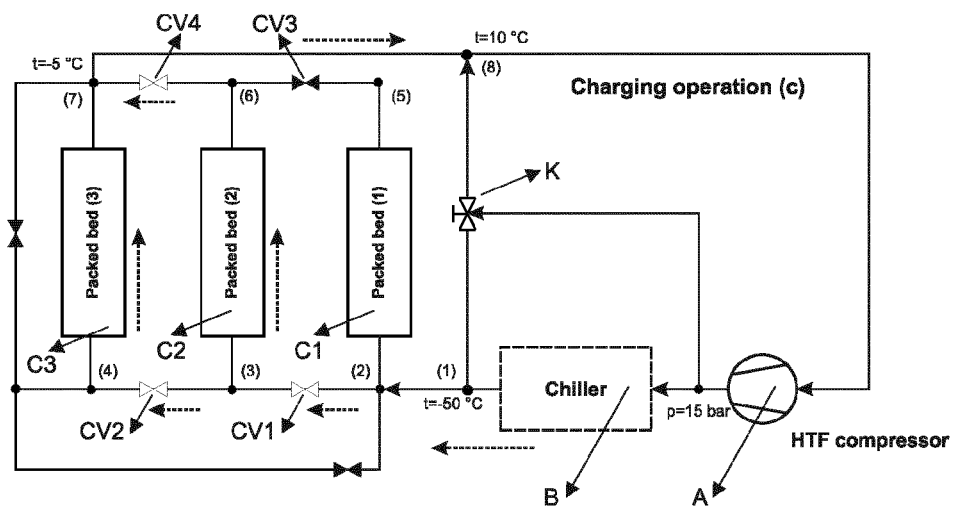 CV4
CV3
t=10 °C
t=-5 °C
(8)
(7)
(6)
(5)
Charging operation (c)
K
Packed bed (3)
Packed bed (2)
Packed bed (1)
C3
C2
C1
(4)
(3)
(2)
(1)
Chiller
t=-50 °C
p=15 bar
CV2
CV1
HTF compressor
B
A